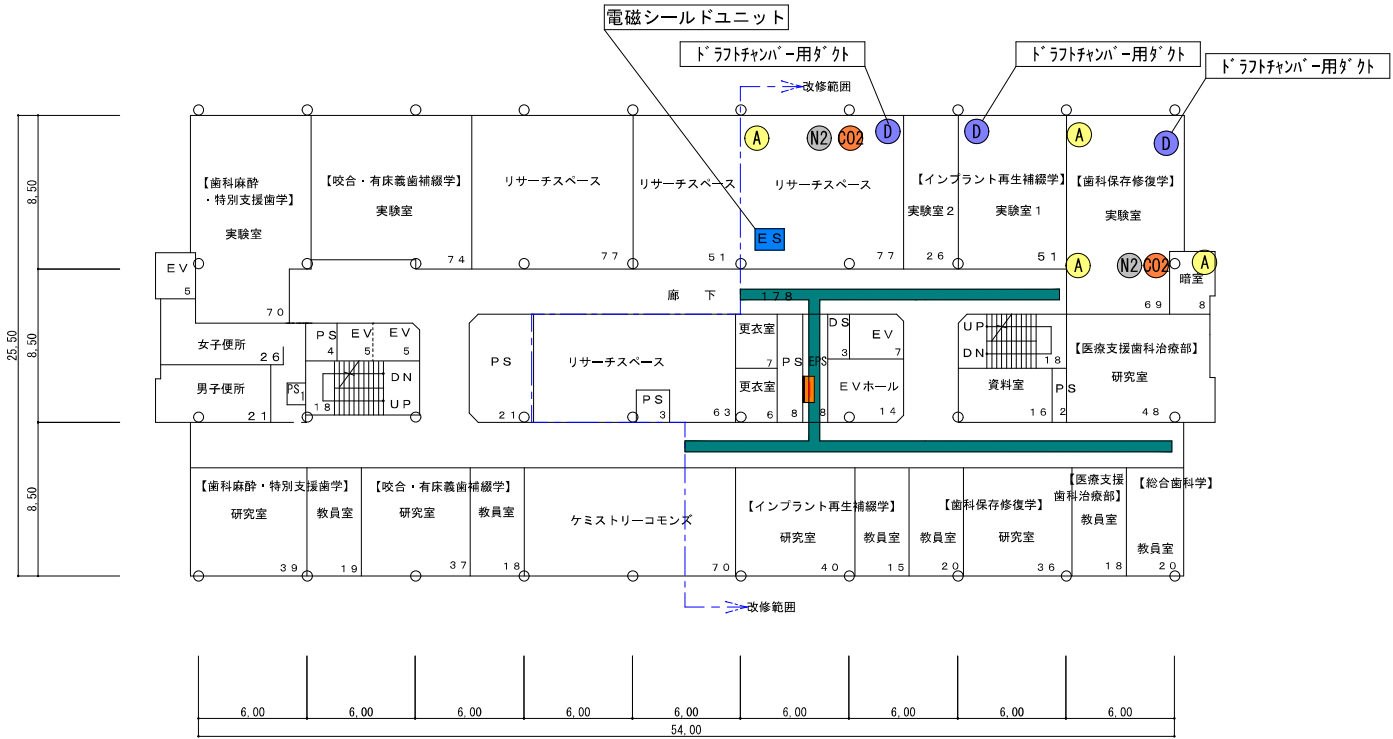 電磁シールドユニット
ﾄﾞﾗﾌﾄﾁｬﾝﾊﾞｰ用ﾀﾞｸﾄ
ﾄﾞﾗﾌﾄﾁｬﾝﾊﾞｰ用ﾀﾞｸﾄ
ﾄﾞﾗﾌﾄﾁｬﾝﾊﾞｰ用ﾀﾞｸﾄ
改修範囲
A
N2
CO2
D
D
A
D
【歯科麻酔
・特別支援歯学】
実験室
70
【咬合・有床義歯補綴学】
実験室
74
リサーチスペース
77
リサーチスペース
51
リサーチスペース
77
ES
実験室2
26
【インプラント再生補綴学】
実験室1
51
【歯科保存修復学】
実験室
69
A
N2
CO2
A
暗室
8
EV
5
廊 下
178
女子便所
26
男子便所
21
PS
1
PS
4
EV
5
EV
5
DN
UP
18
PS
21
リサーチスペース
63
PS
3
更衣室
7
更衣室
6
PS
8
EPS
8
DS
3
EV
7
EVホール
14
UP
DN
18
資料室
16
PS
2
【医療支援歯科治療部】
研究室
48
【歯科麻酔・特別支援歯学】
研究室
39
教員室
19
【咬合・有床義歯補綴学】
研究室
37
教員室
18
ケミストリーコモンズ
70
【インプラント再生補綴学】
研究室
40
教員室
15
教員室
20
【歯科保存修復学】
研究室
36
【医療支援
歯科治療部】
教員室
18
【総合歯科学】
教員室
20
改修範囲
8,50
8,50
8,50
25,50
6,00
6,00
6,00
6,00
6,00
6,00
6,00
6,00
6,00
54,00